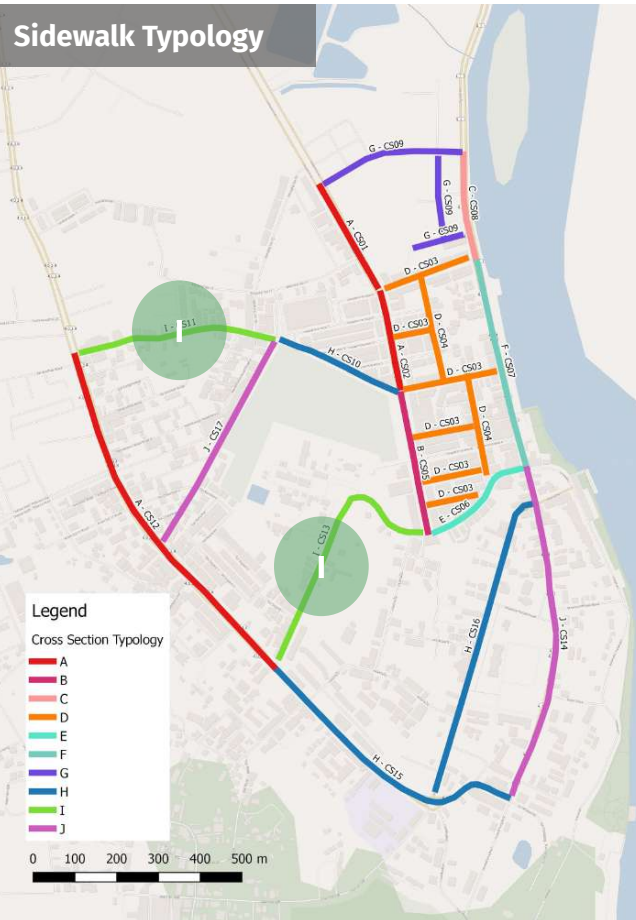 Sidewalk Typology
G - CS09
G - CS09
C - CS08
A - CS01
G - CS09
D - CS03
I - CS11
I
D - CS03
D - CS04
H - CS10
A - CS02
F - CS07
D - CS03
J - CS17
D - CS03
D - CS04
B - CS05
D - CS03
D - CS03
E - CS06
A - CS12
I - CS13
I
H - CS16
J - CS14
H - CS15
Legend
Cross Section Typology
A
B
C
D
E
F
G
H
I
J
0 100 200 300 400 500 m